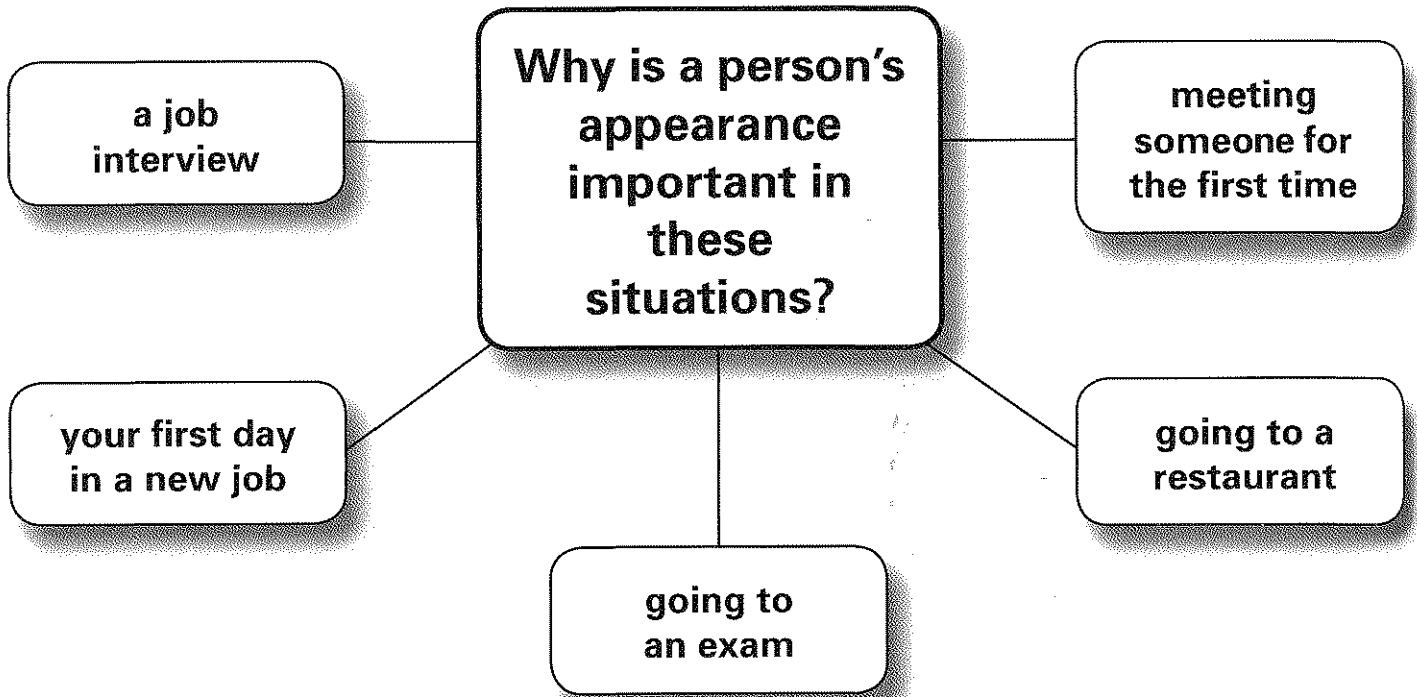 Why is a person's
appearance
important in
these
situations?
a job
interview
meeting
someone for
the first time
your first day
in a new job
going to a
restaurant
going to
an exam